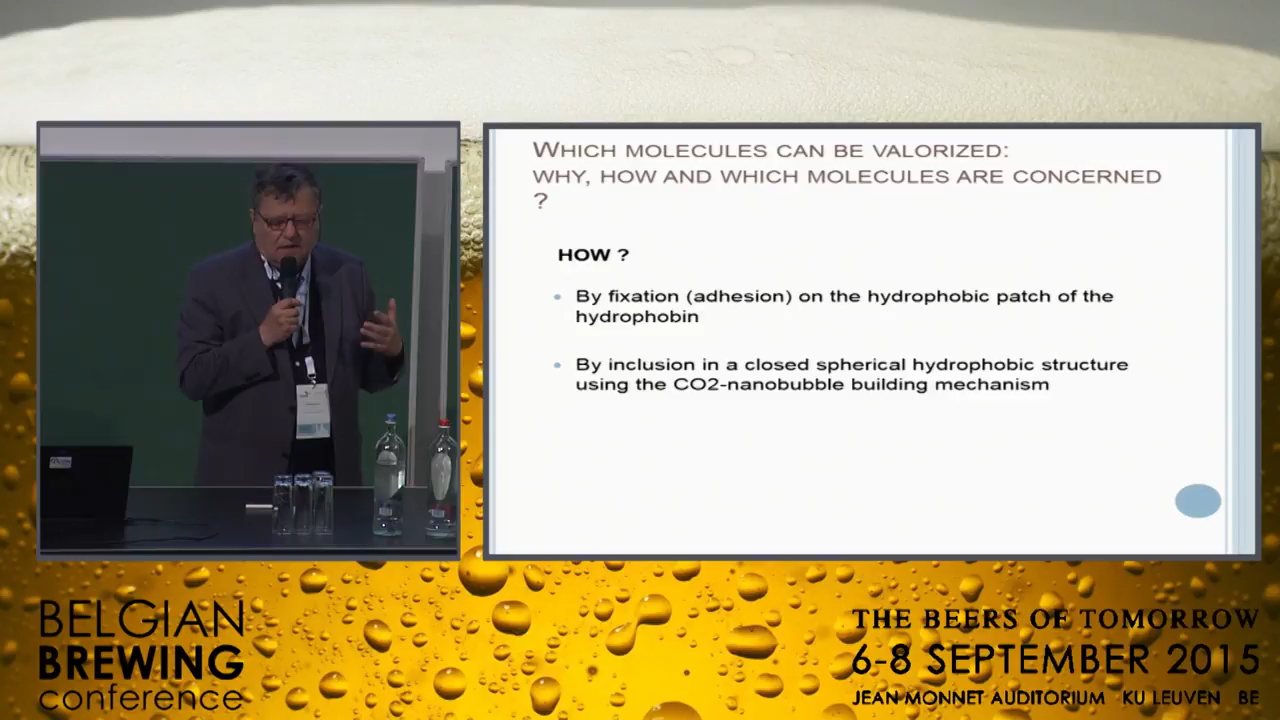 WHICH MOLECULES CAN BE VALORIZED:
WHY, HOW AND WHICH MOLECULES ARE CONCERNED
?
HOW ?
• By fixation (adhesion) on the hydrophobic patch of the
hydrophobin
• By inclusion in a closed spherical hydrophobic structure
using the CO2-nanobubble building mechanism
BELGIAN
BREWING
conference
THE BEERS OF TOMORROW
6-8 SEPTEMBER 2015
JEAN MONNET AUDITORIUM KU LEUVEN BE